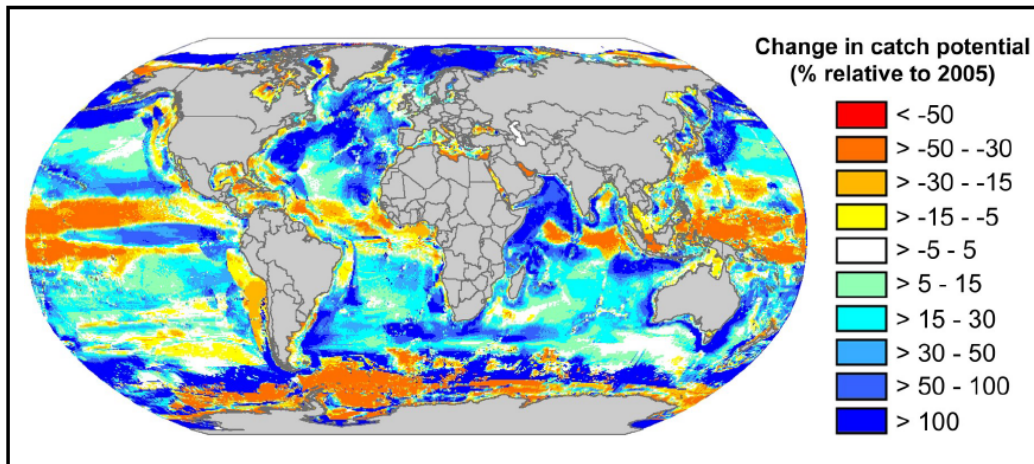 Change in catch potential
(% relative to 2005)
< -50
> -50 - -30
> -30 - -15
> -15 - -5
> -5 - 5
> 5 - 15
> 15 - 30
> 30 - 50
> 50 - 100
> 100